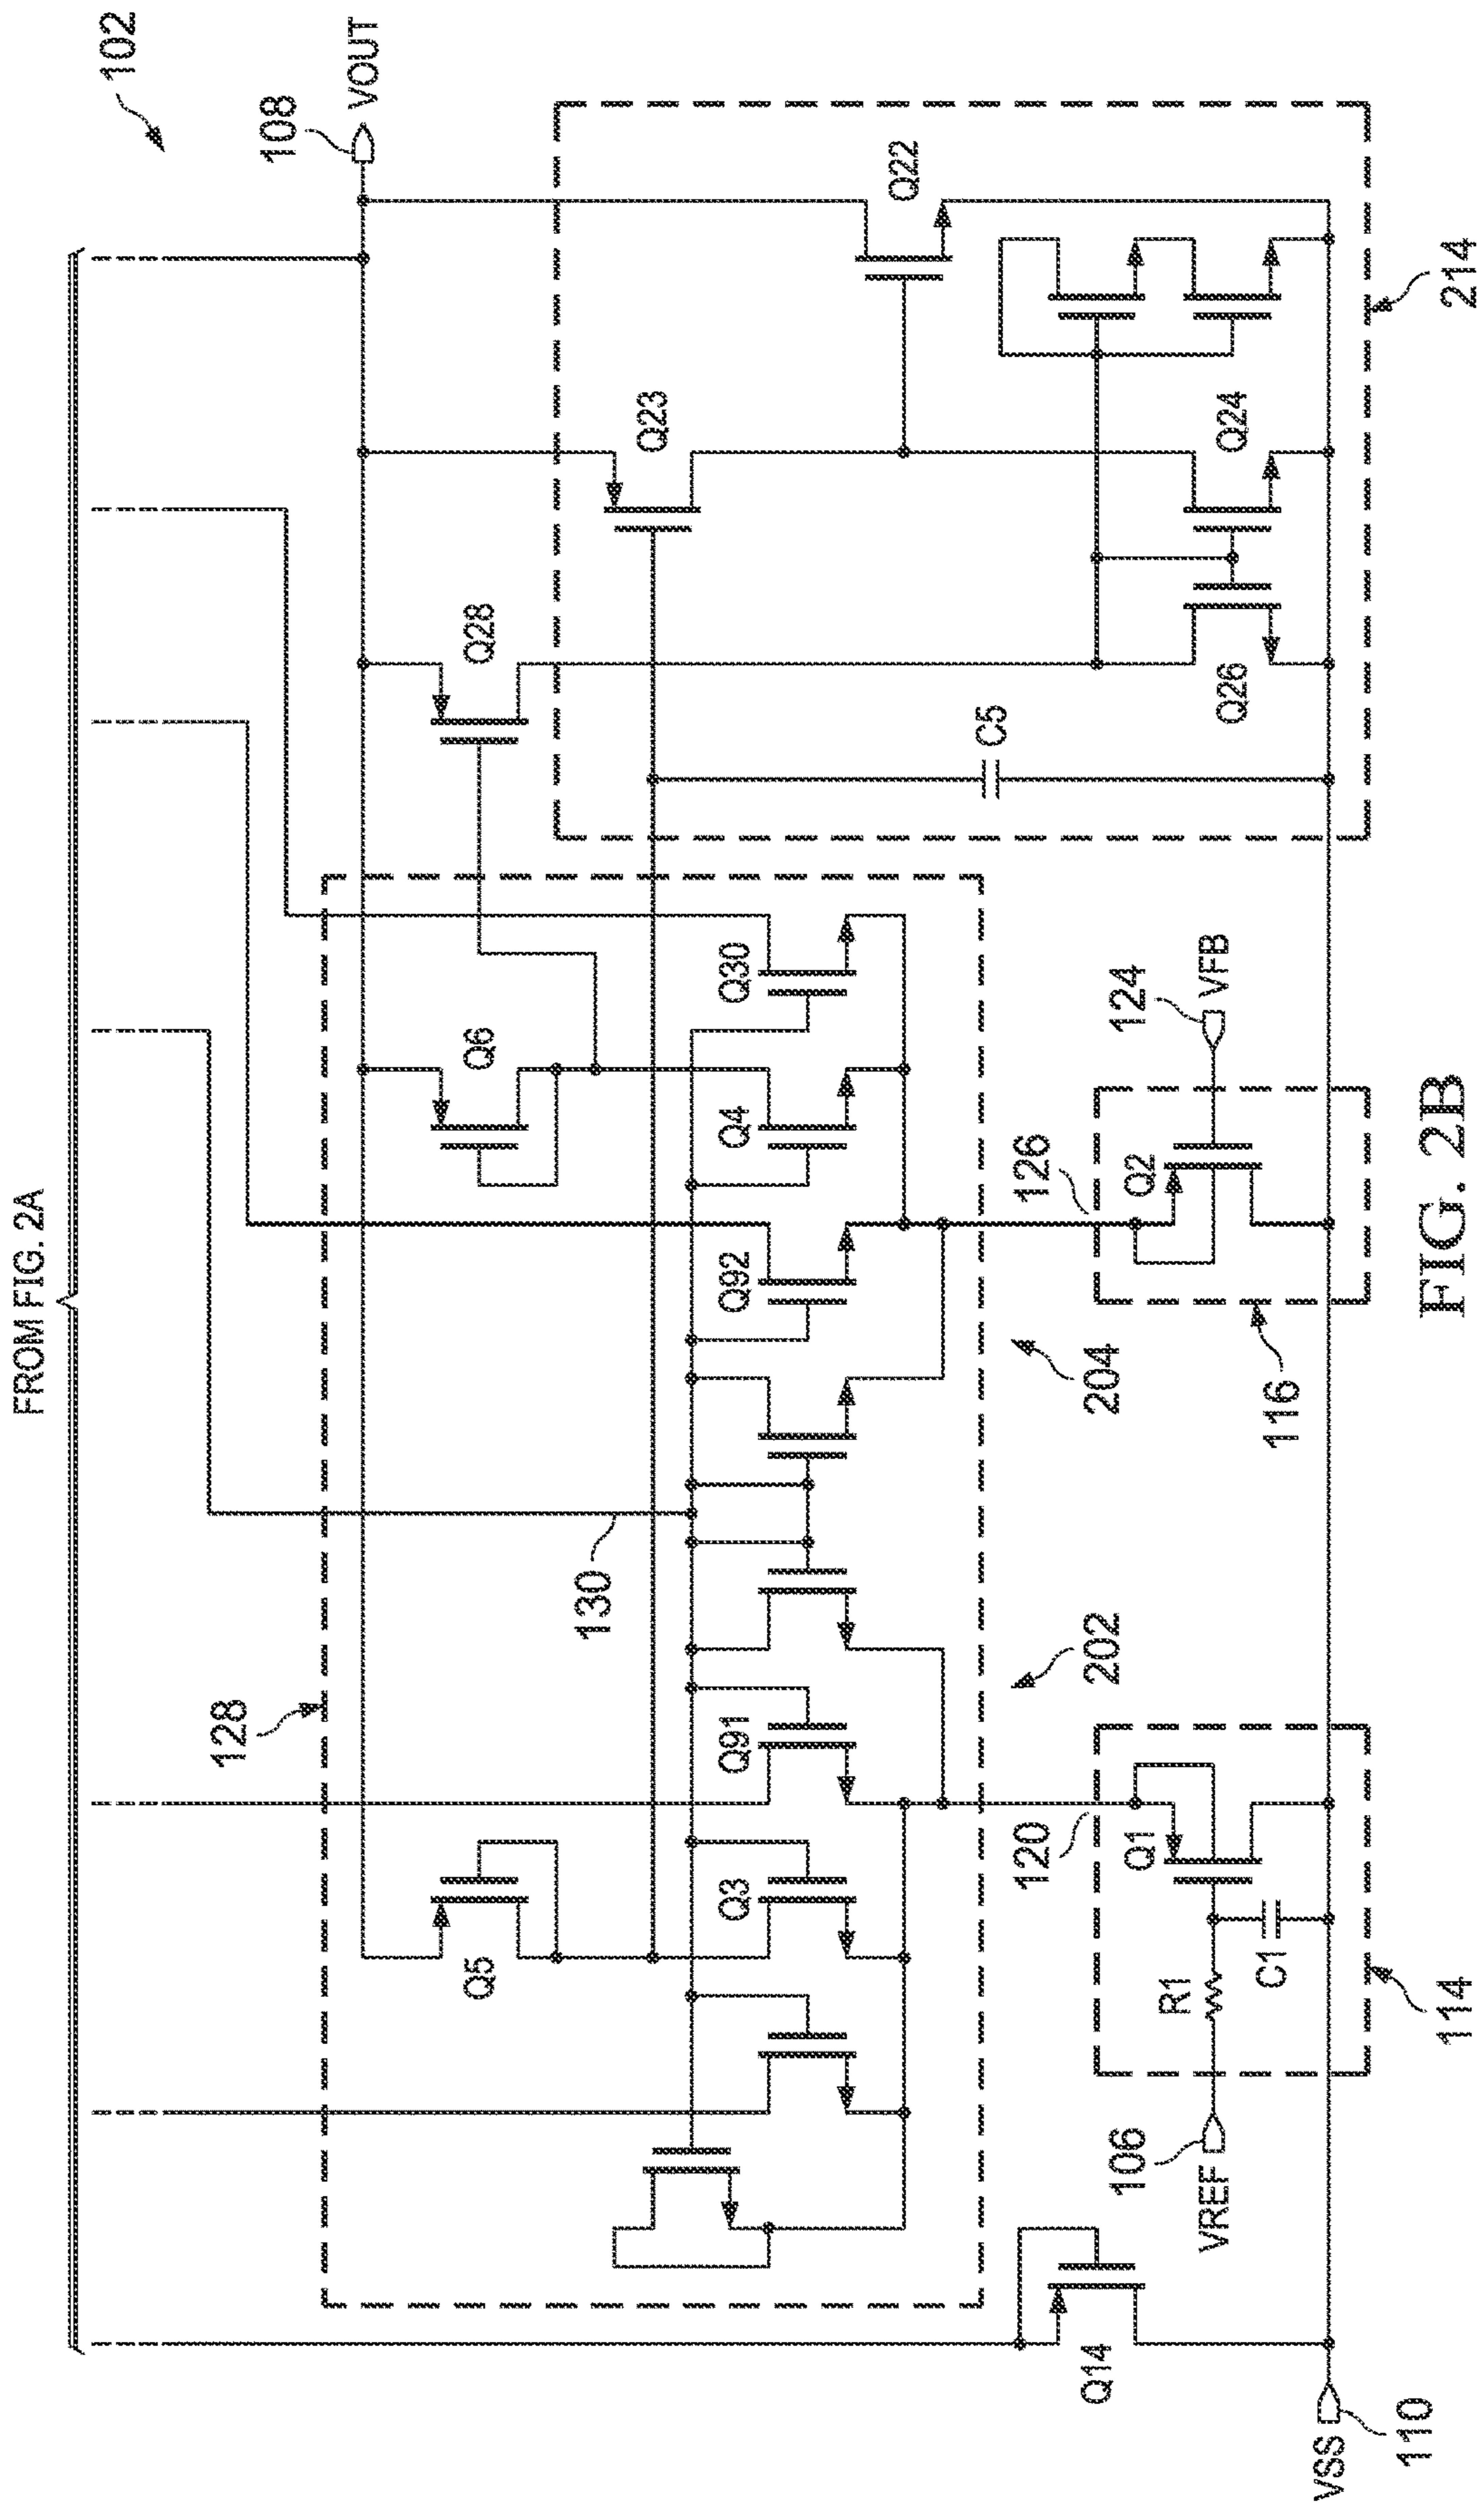 FROM FIG. 2A
102
108
VOUT
128
130
Q5
Q6
Q28
Q23
Q22
Q3
Q91
Q92
Q4
Q30
C5
Q26
Q24
214
202
204
120
126
Q14
106
VREF
R1
C1
Q1
114
Q2
116
124
VFB
VSS
110
FIG. 2B